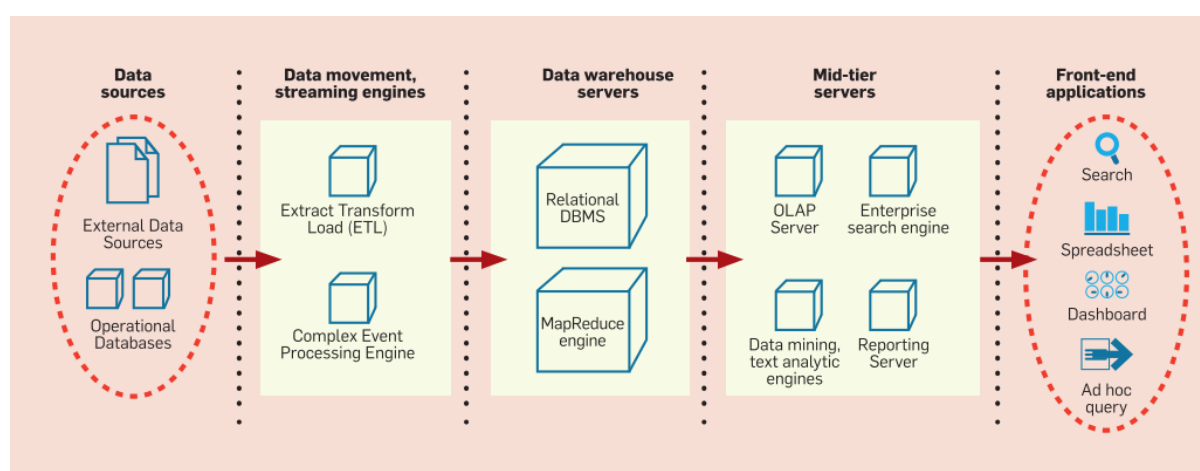 Data
sources
Data movement,
streaming engines
Data warehouse
servers
Mid-tier
servers
Front-end
applications
External Data
Sources
Operational
Databases
Extract Transform
Load (ETL)
Complex Event
Processing Engine
Relational
DBMS
MapReduce
engine
OLAP
Server
Enterprise
search engine
Data mining,
text analytic
engines
Reporting
Server
Search
Spreadsheet
Dashboard
Ad hoc
query